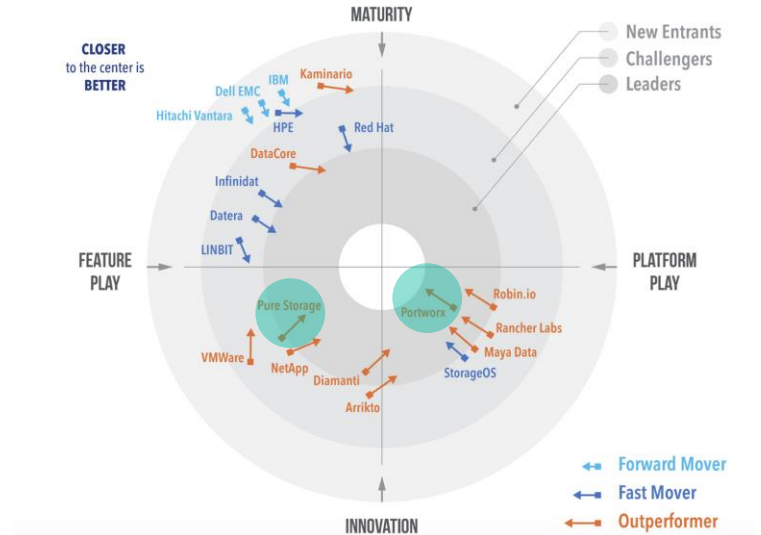 MATURITY
CLOSER
to the center is
BETTER
New Entrants
Challengers
Leaders
Kaminario
IBM
Dell EMC
Hitachi Vantara
HPE
Red Hat
DataCore
Infinidat
Datera
LINBIT
FEATURE
PLAY
PLATFORM
PLAY
Pure Storage
Portworx
Robin.io
Rancher Labs
Maya Data
StorageOS
VMWare
NetApp
Diamanti
Arrikto
INNOVATION
Forward Mover
Fast Mover
Outperformer